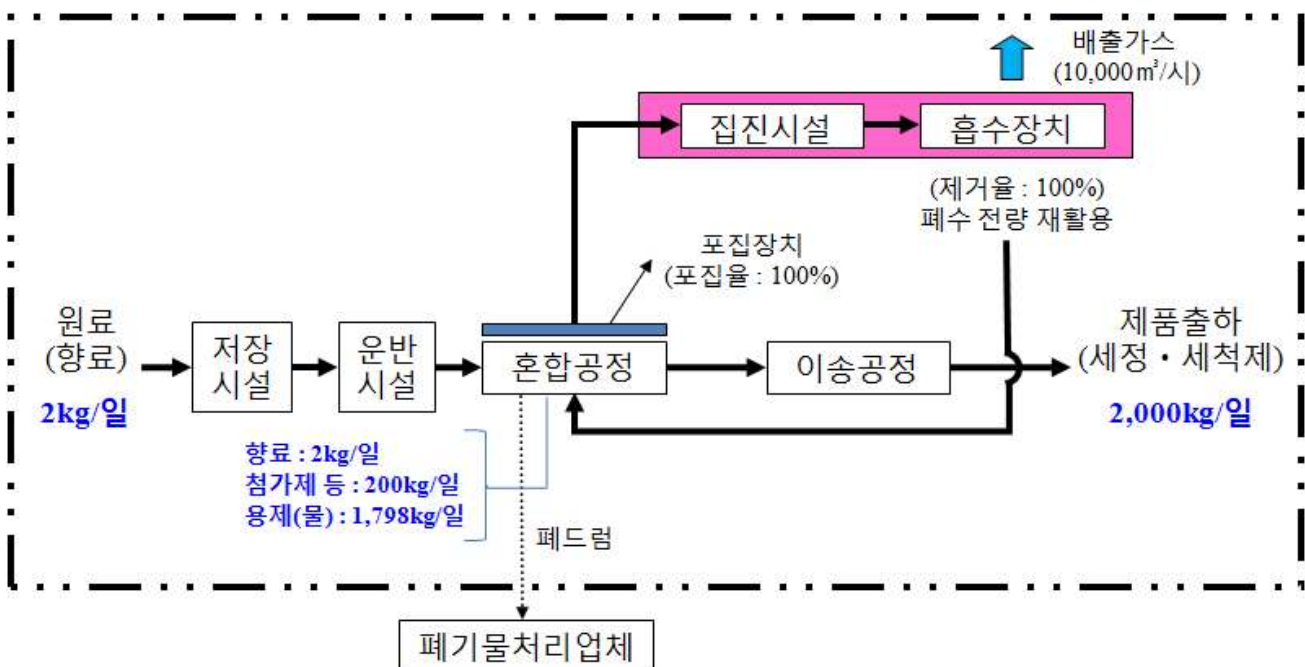 배출가스
(10,000㎥/시)
집진시설
흡수장치
(제거율 : 100%)
폐수 전량 재활용
포집장치
(포집율 : 100%)
원료
(향료)
2kg/일
저장
시설
운반
시설
혼합공정
이송공정
제품출하
(세정・세척제)
2,000kg/일
향료 : 2kg/일
첨가제 등 : 200kg/일
용제(물) : 1,798kg/일
폐드럼
폐기물처리업체